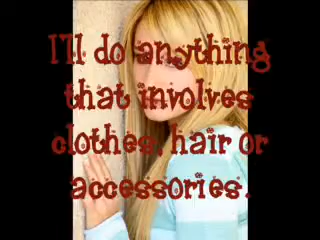 I'll do anything
that involves
clothes, hair or
accessories.